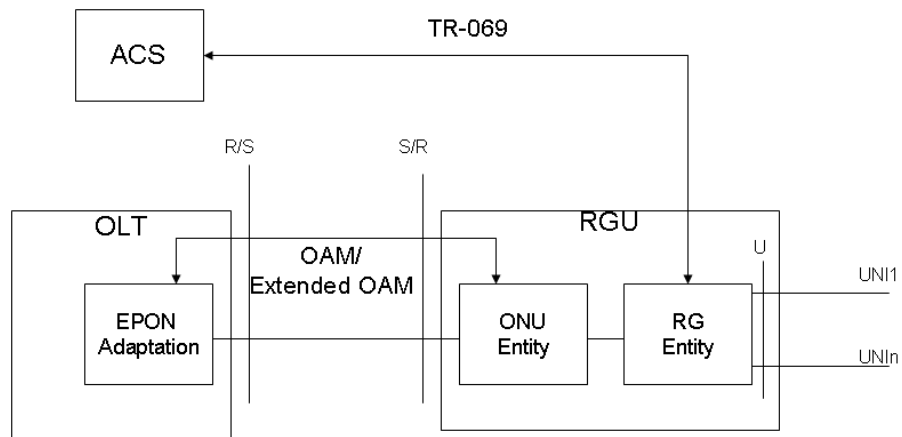 TR-069
ACS
R/S
S/R
OLT
RGU
U
OAM/
Extended OAM
UNI1
EPON
Adaptation
ONU
Entity
RG
Entity
UNIn